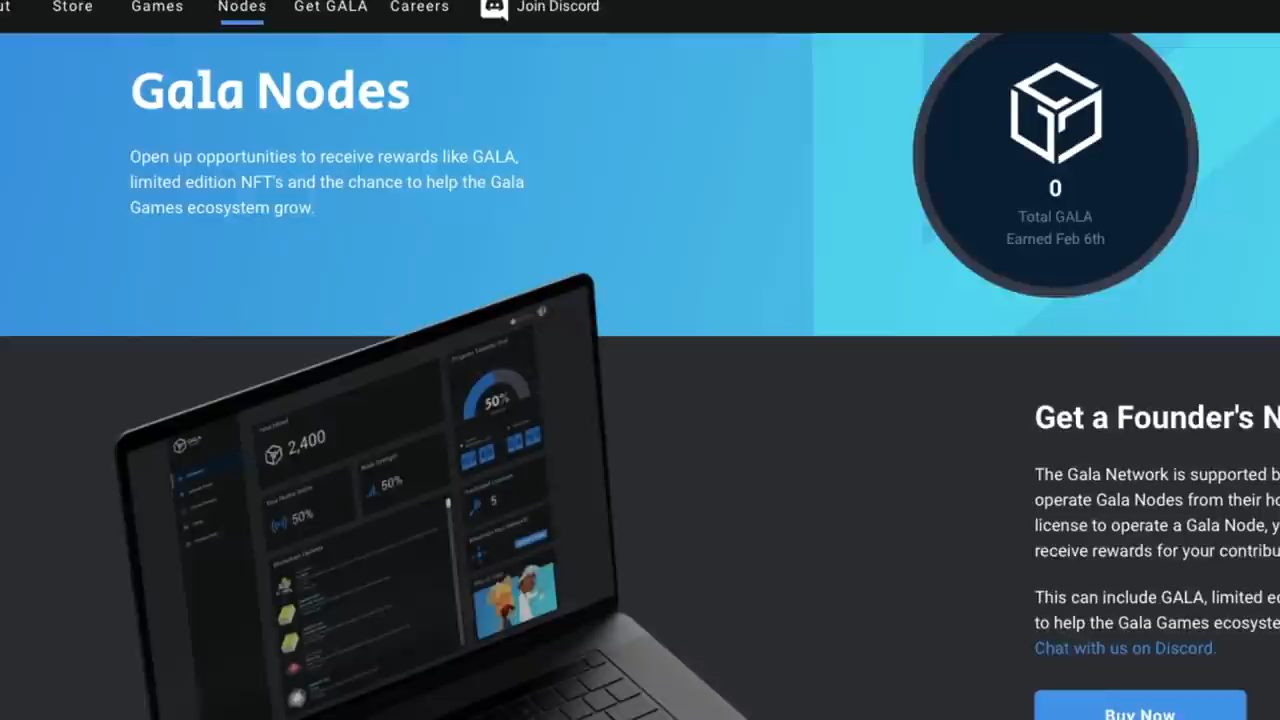 ut Store Games Nodes Get GALA Careers Join Discord
Gala Nodes
Open up opportunities to receive rewards like GALA,
limited edition NFT's and the chance to help the Gala
Games ecosystem grow.
0
Total GALA
Earned Feb 6th
2,400
50%
50%
50%
5
Get a Founder's N
The Gala Network is supported b
operate Gala Nodes from their ho
license to operate a Gala Node, y
receive rewards for your contribu
This can include GALA, limited ed
to help the Gala Games ecosyste
Chat with us on Discord.
Buy Now